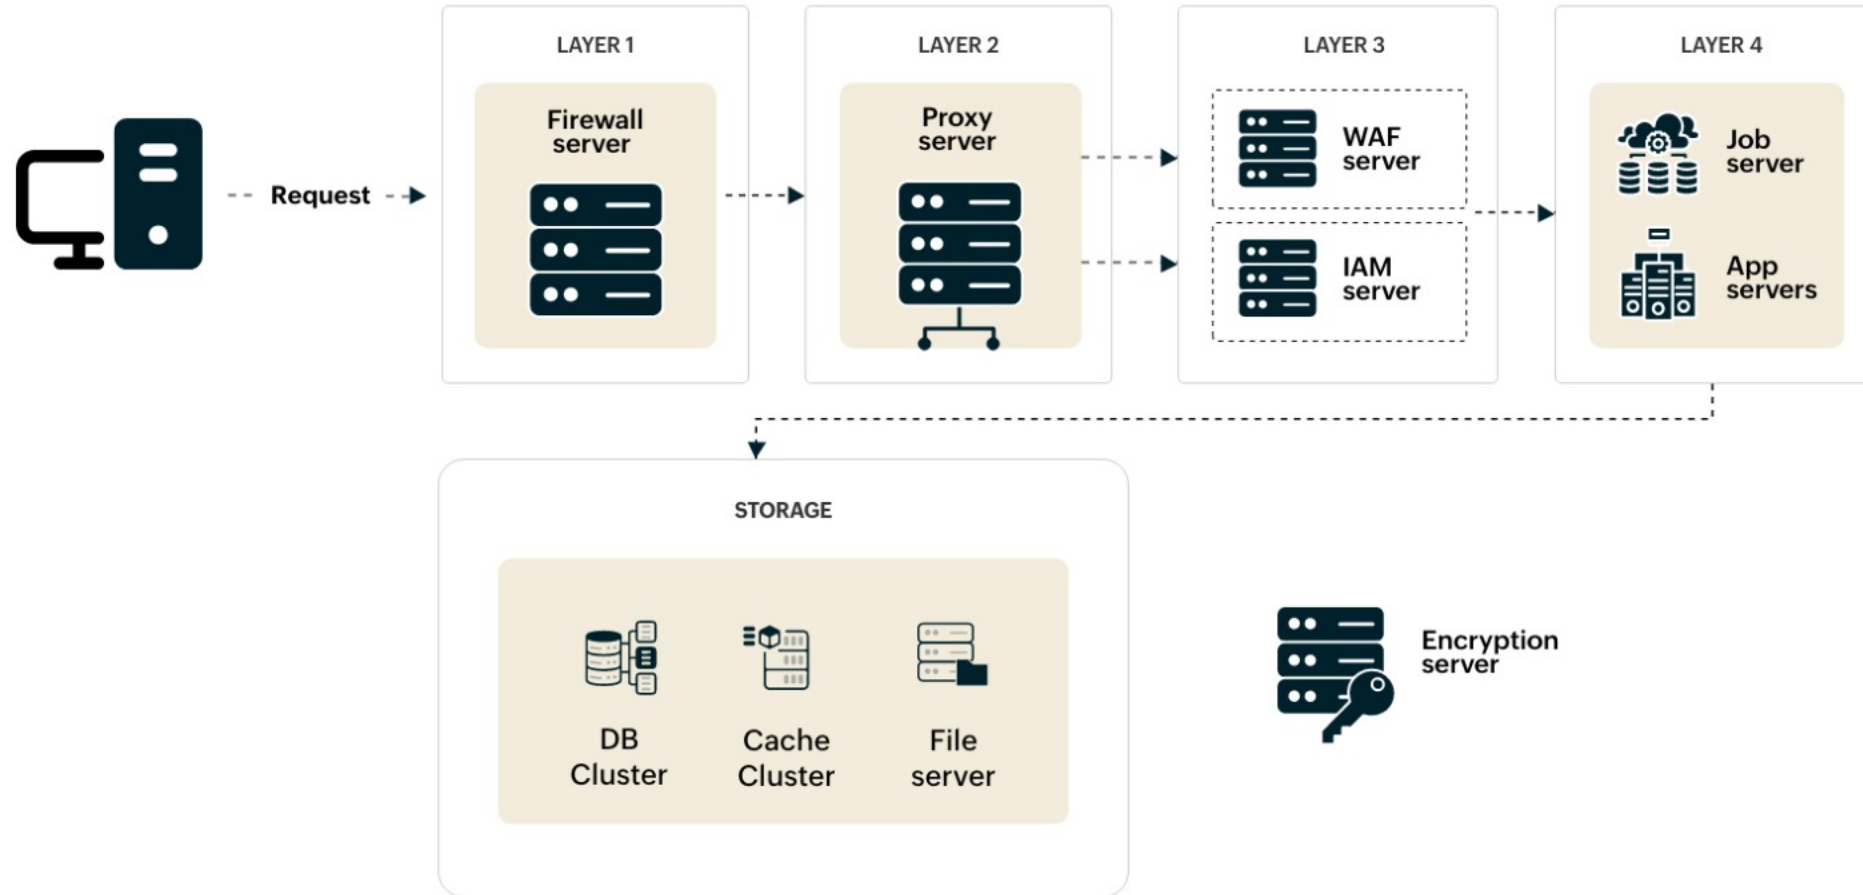 LAYER 1
LAYER 2
LAYER 3
LAYER 4
Request
Firewall
server
Proxy
server
WAF
server
IAM
server
Job
server
App
servers
STORAGE
DB
Cluster
Cache
Cluster
File
server
Encryption
server